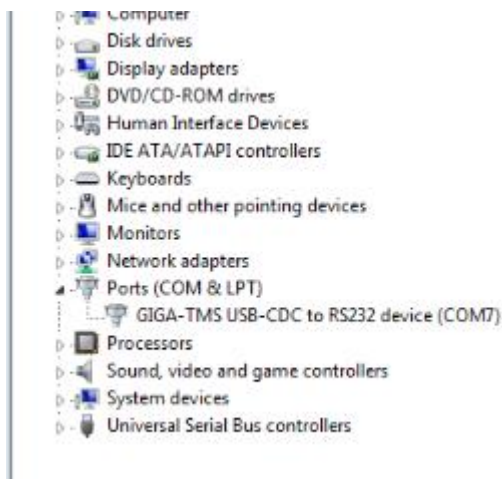 Computer
Disk drives
Display adapters
DVD/CD-ROM drives
Human Interface Devices
IDE ATA/ATAPI controllers
Keyboards
Mice and other pointing devices
Monitors
Network adapters
Ports (COM & LPT)
GIGA-TMS USB-CDC to RS232 device (COM7)
Processors
Sound, video and game controllers
System devices
Universal Serial Bus controllers